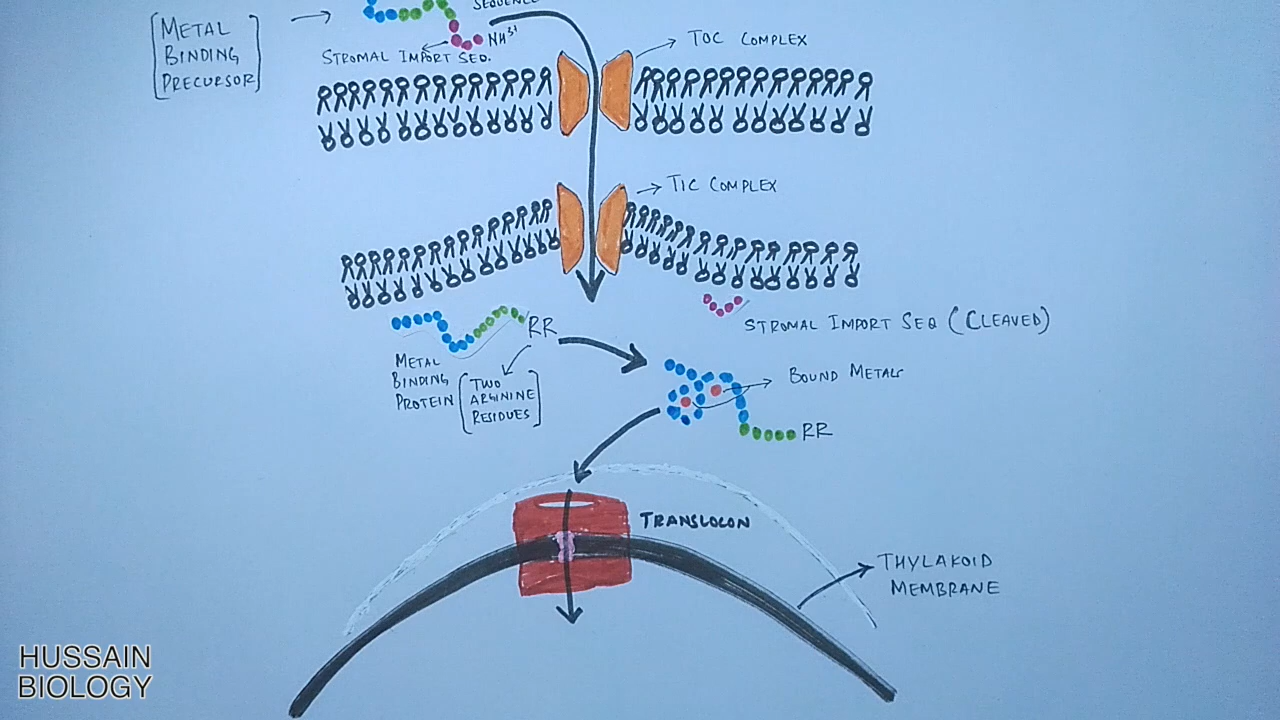 SEQUENCE
[METAL
BINDING
PRECURSOR]
NH3+
STROMAL IMPORT SEQ.
TOC COMPLEX
TIC COMPLEX
STROMAL IMPORT SEQ (CLEAVED)
RR
METAL
BINDING
PROTEIN
[TWO
ARGININE
RESIDUES]
BOUND METALS
RR
TRANSLOCON
THYLAKOID
MEMBRANE
HUSSAIN
BIOLOGY